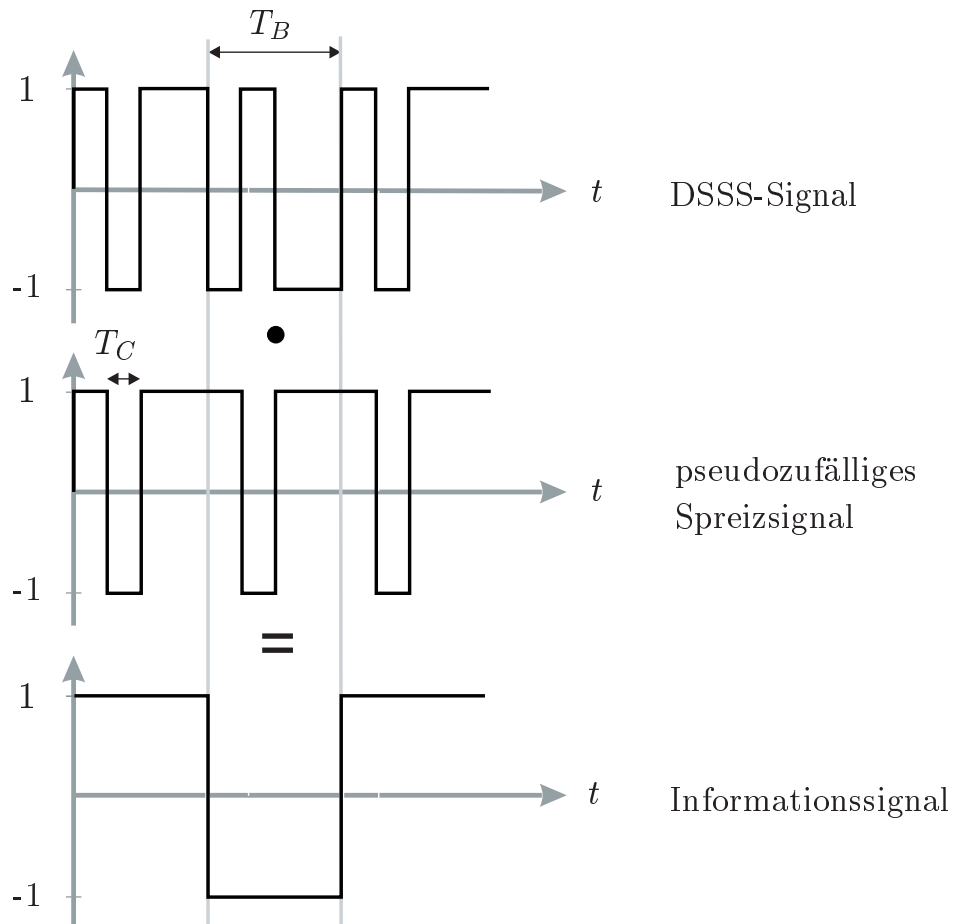 T_B
1
t
DSSS-Signal
-1
T_C
1
t
pseudozufälliges
Spreizsignal
-1
=
1
t
Informationssignal
-1